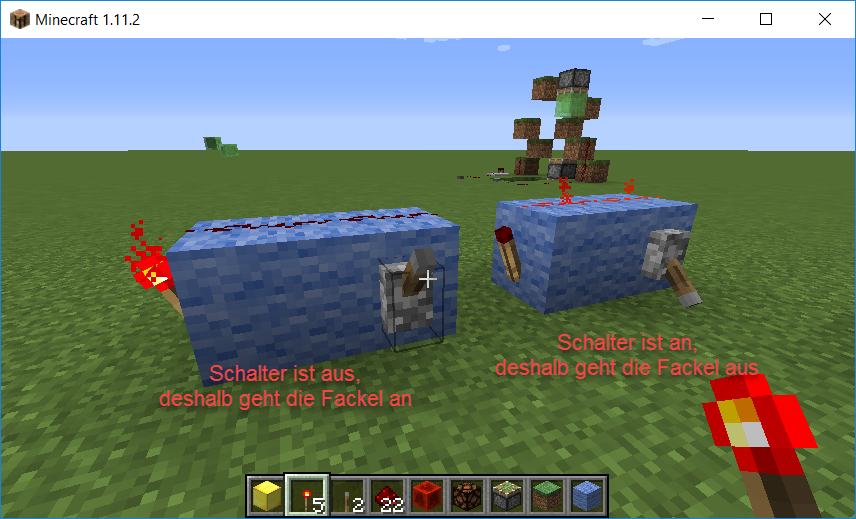 Minecraft 1.11.2
Schalter ist aus,
deshalb geht die Fackel an
Schalter ist an,
deshalb geht die Fackel aus
5
2
22